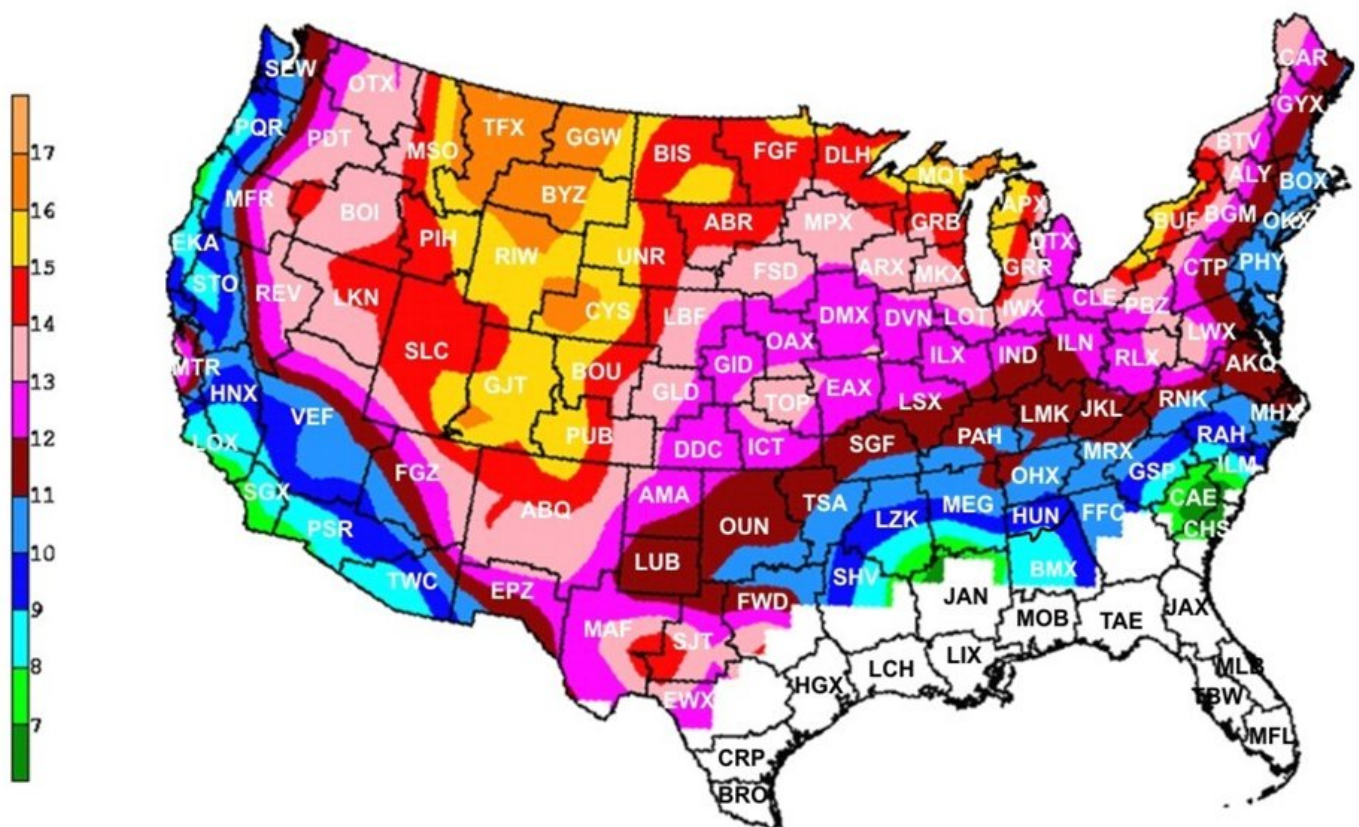 17
16
15
14
13
12
11
10
9
8
7
SEW
OTX
PQR
PDT
MSO
TFX
GGW
BIS
FGF
DLH
MQT
CAR
GYX
BTV
ALY
BOX
MFR
BOI
BYZ
ABR
MPX
GRB
APX
BUF
BGM
OKX
EKA
PIH
RIW
UNR
FSD
ARX
MKX
GRR
DTX
CTP
PHY
STO
REV
LKN
CYS
LBF
DMX
DVN
LOT
IWX
CLE
PBZ
SLC
OAX
ILX
IND
ILN
RLX
LWX
MTR
HNX
VEF
GJT
BOU
GLD
GID
TOP
EAX
LSX
AKQ
LOX
FGZ
PUB
DDC
ICT
SGF
PAH
LMK
JKL
RNK
MHX
SGX
PSR
ABQ
AMA
OUN
TSA
OHX
MRX
GSP
RAH
ILM
TWC
EPZ
LUB
LZK
MEG
HUN
FFC
CAE
CHS
MAF
SJT
FWD
SHV
JAN
BMX
MOB
TAE
JAX
EWX
HGX
LCH
LIX
MLB
TBW
CRP
MFL
BRO